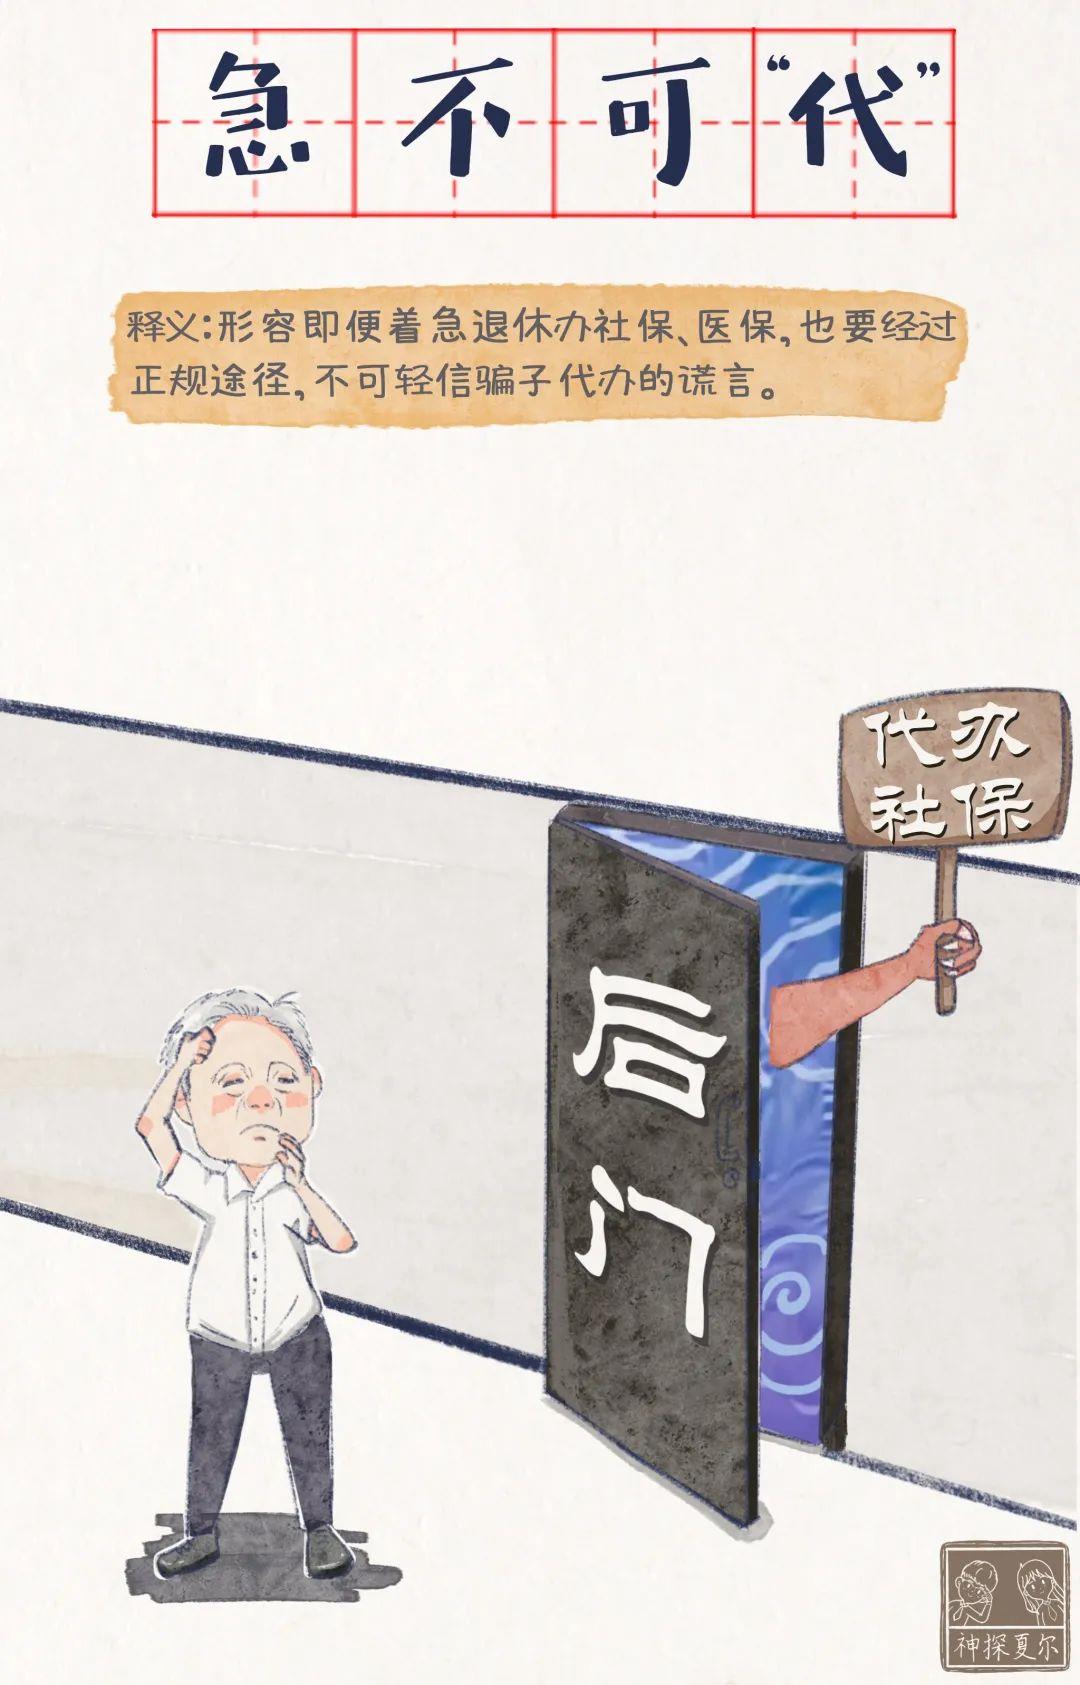 急不可“代”
释义：形容即便着急退休办社保、医保，也要经过
正规途径，不可轻信骗子代办的谎言。
代办
社保
后门
神探夏尔